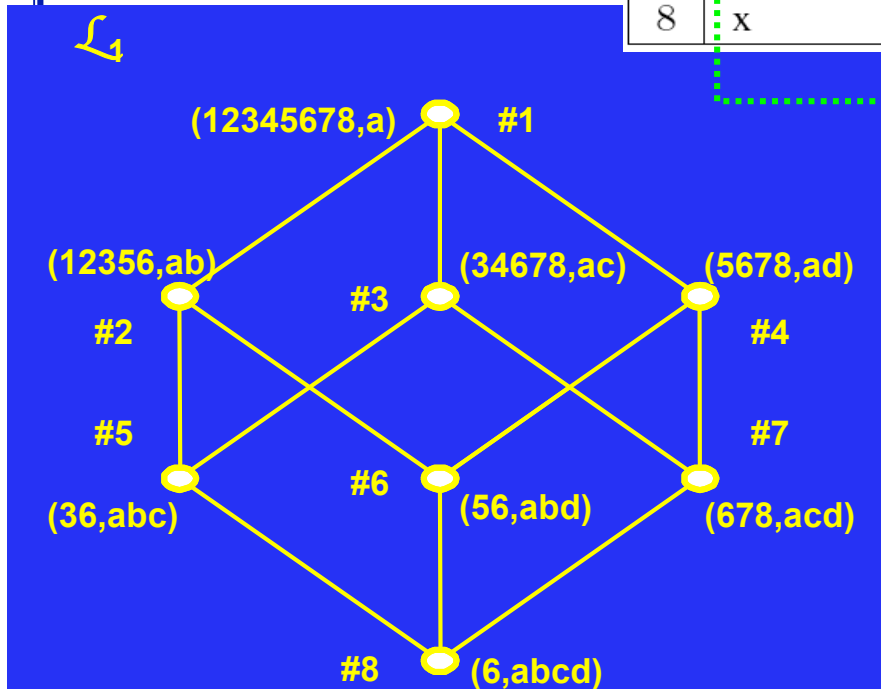 8 x
ℒ1
(12345678,a) #1
(12356,ab) (34678,ac) (5678,ad)
#2 #3 #4
#5 #6 #7
(36,abc) (56,abd) (678,acd)
#8 (6,abcd)